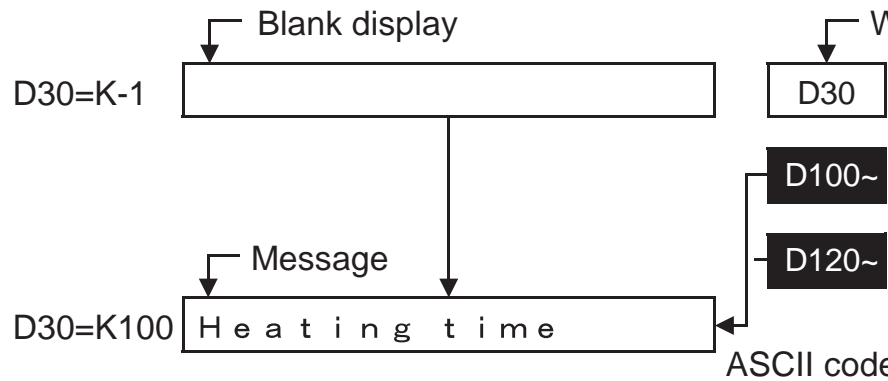 Blank display
D30=K-1
D30
D100~
D120~
Message
D30=K100 Heating time
ASCII code